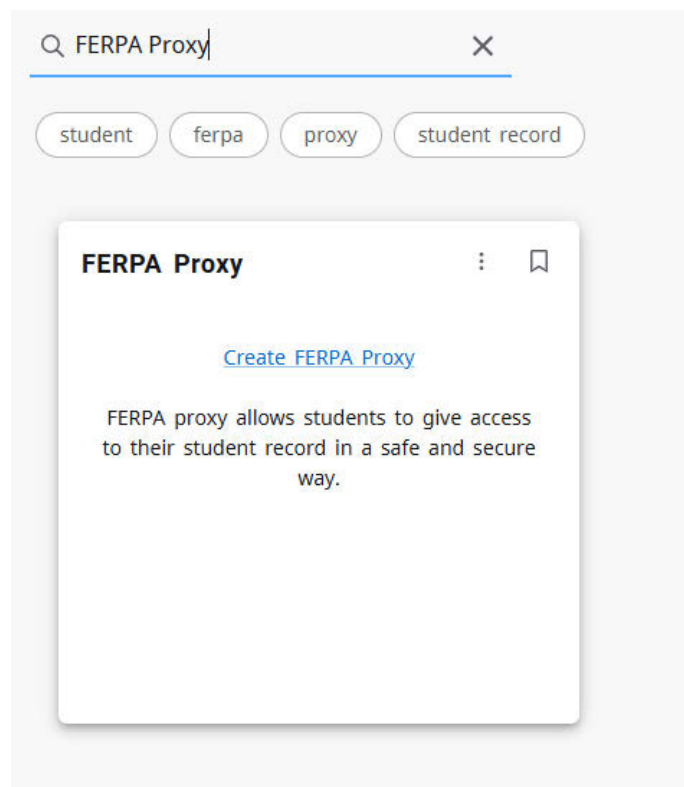 FERPA Proxy
student ferpa proxy student record
FERPA Proxy
Create FERPA Proxy
FERPA proxy allows students to give access
to their student record in a safe and secure
way.